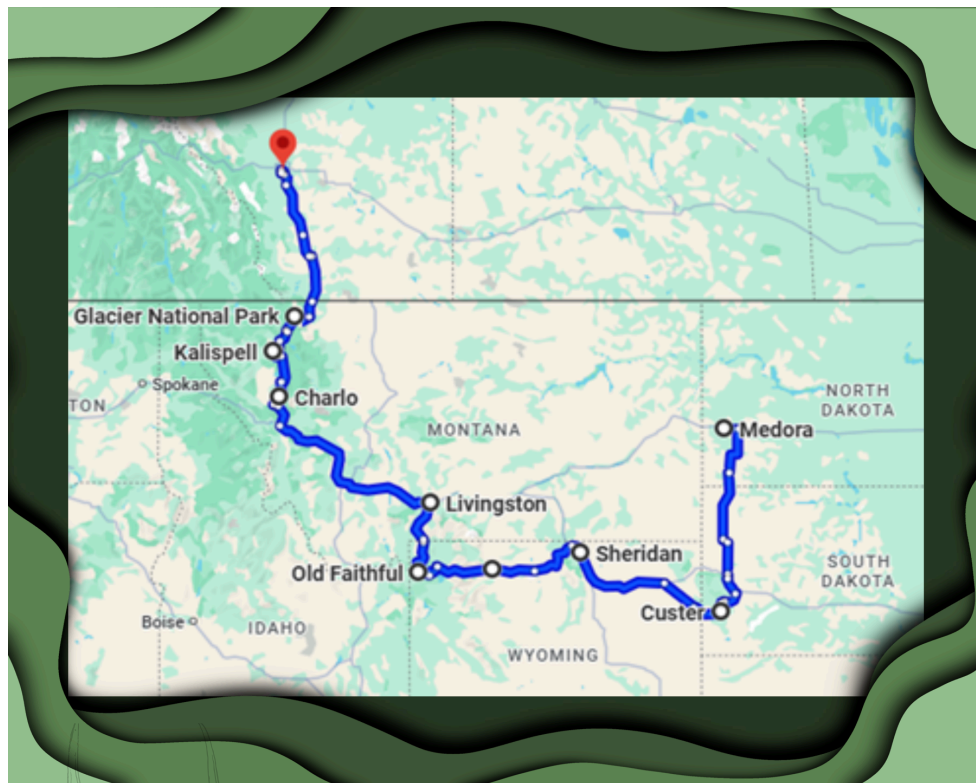 Glacier National Park
Kalispell
Spokane
Charlo
TON
NORTH
DAKOTA
MONTANA
Medora
Livingston
Sheridan
Old Faithful
SOUTH
DAKOTA
Custer
Boise
IDAHO
WYOMING